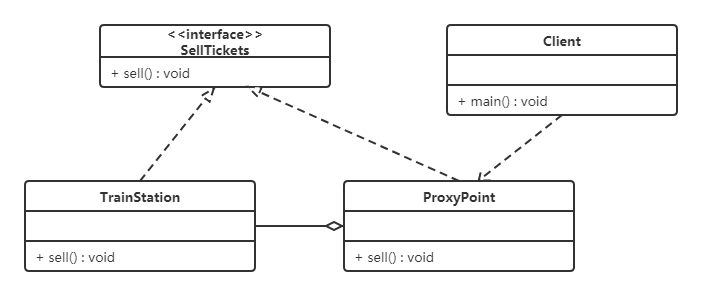 <<interface>>
SellTickets
+ sell() : void
Client
+ main() : void
TrainStation
+ sell() : void
ProxyPoint
+ sell() : void